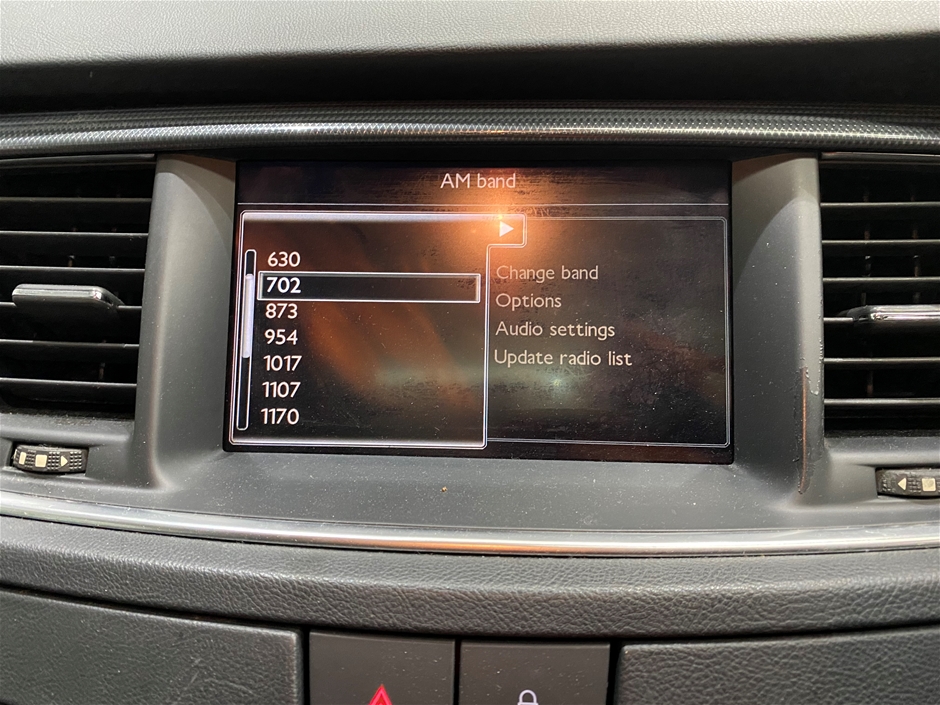 AM band
630
702
873
954
1017
1107
1170
Change band
Options
Audio settings
Update radio list